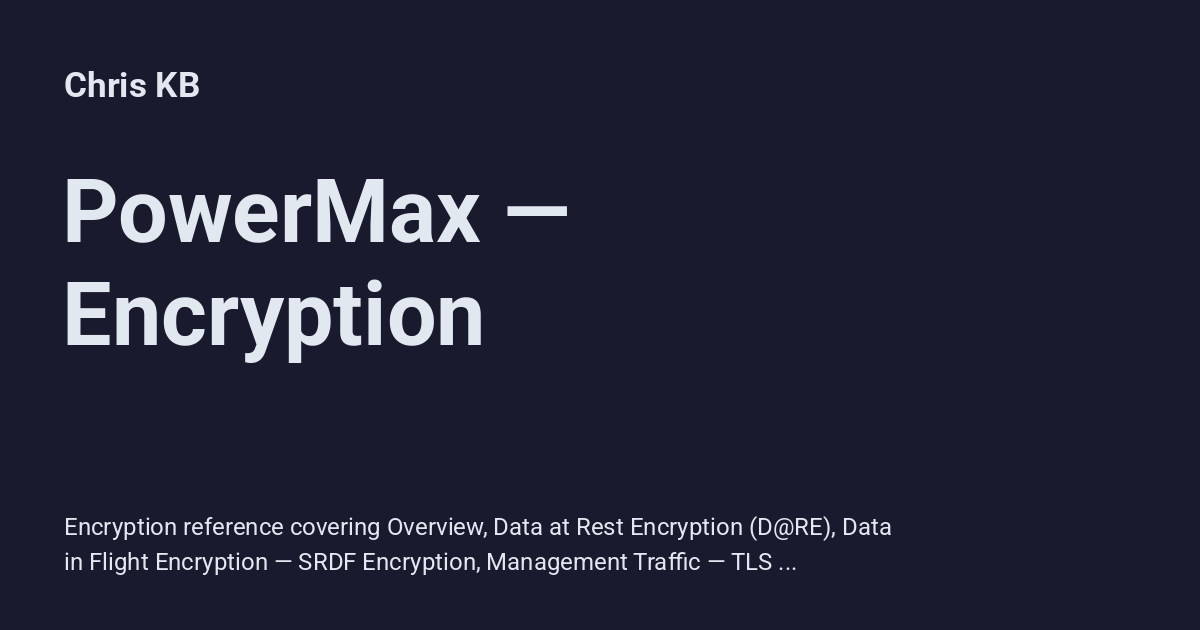 Chris KB
PowerMax —
Encryption
Encryption reference covering Overview, Data at Rest Encryption (D@RE), Data
in Flight Encryption — SRDF Encryption, Management Traffic — TLS ...